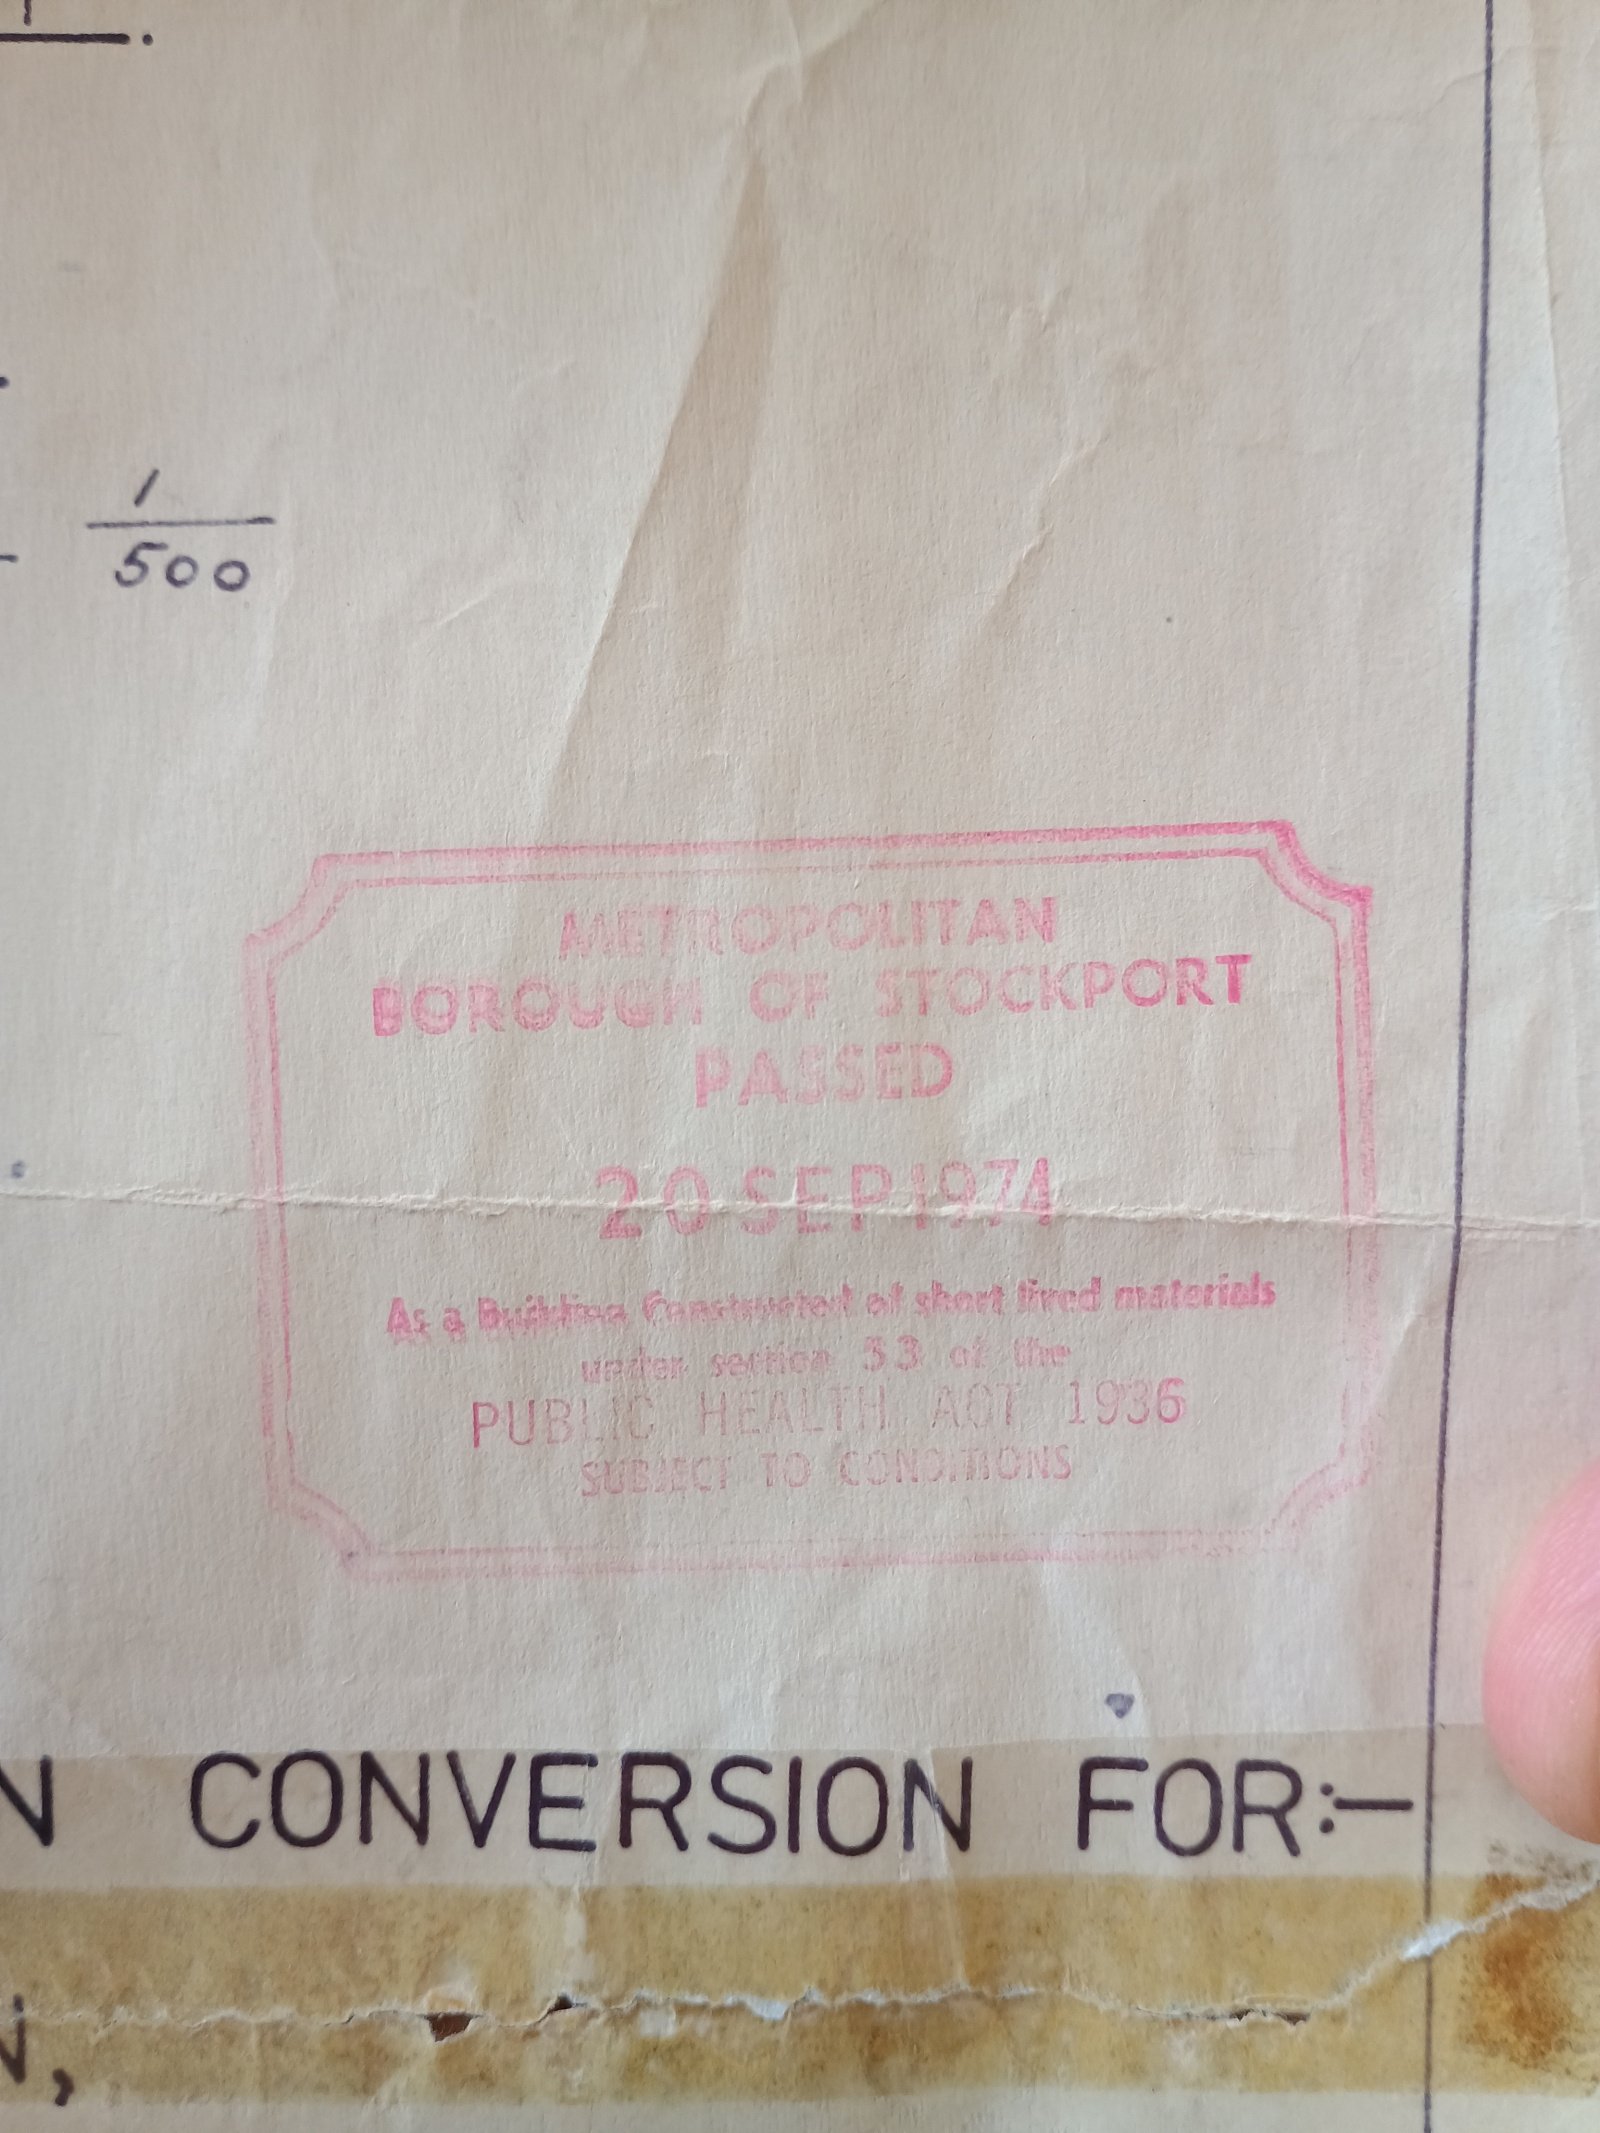 1
500
METROPOLITAN
BOROUGH OF STOCKPORT
PASSED
20 SEP 1974
As a Building Constructed of short lived materials
under section 53 of the
PUBLIC HEALTH ACT 1936
SUBJECT TO CONDITIONS
N CONVERSION FOR:-
N,